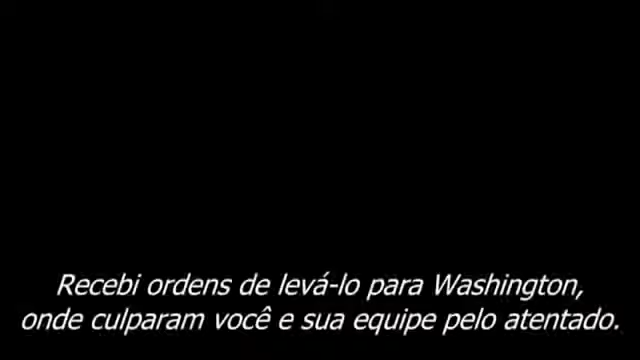 Recebi ordens de levá-lo para Washington,
onde culparam você e sua equipe pelo atentado.